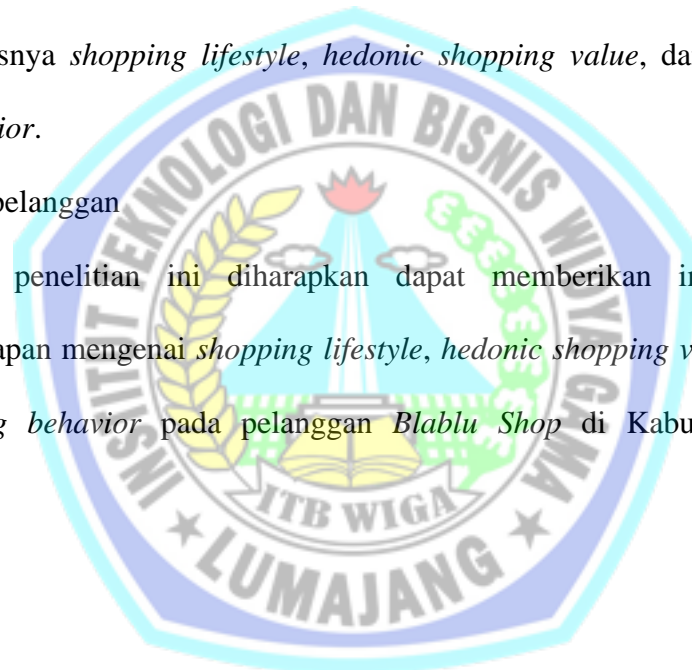 snya shopping lifestyle, hedonic shopping value, da
ior.
pelanggan
penelitian ini diharapkan dapat memberikan i
apan mengenai shopping lifestyle, hedonic shopping v
g behavior pada pelanggan Blablu Shop di Kabu
INSTITUT TEKNOLOGI DAN BISNIS WIDYA GAMA
ITB WIGA
LUMAJANG